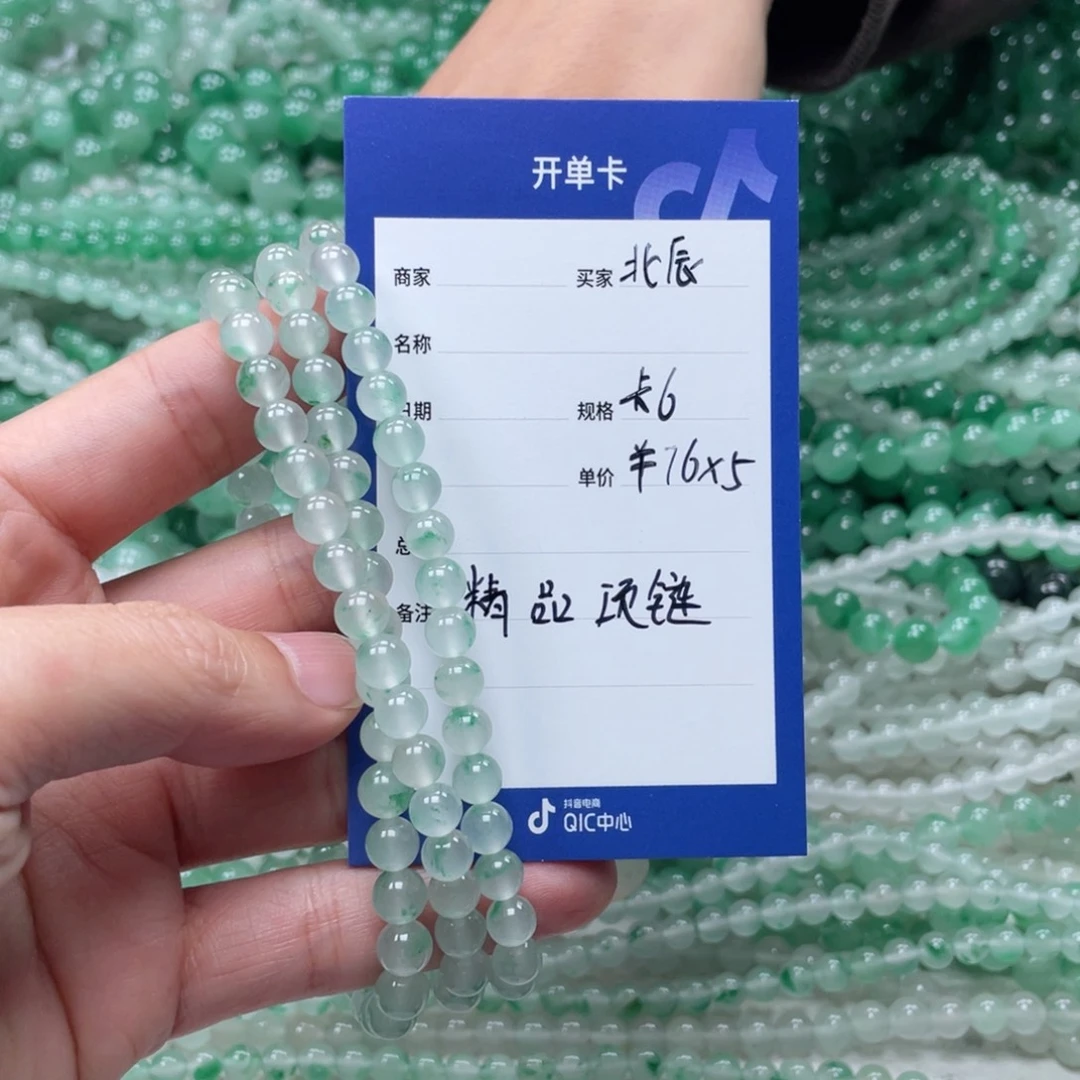 开单卡
商家 买家 北辰
名称
日期 规格 卡6
单价 ¥76x5
总
备注 精品项链
抖音电商
QIC中心